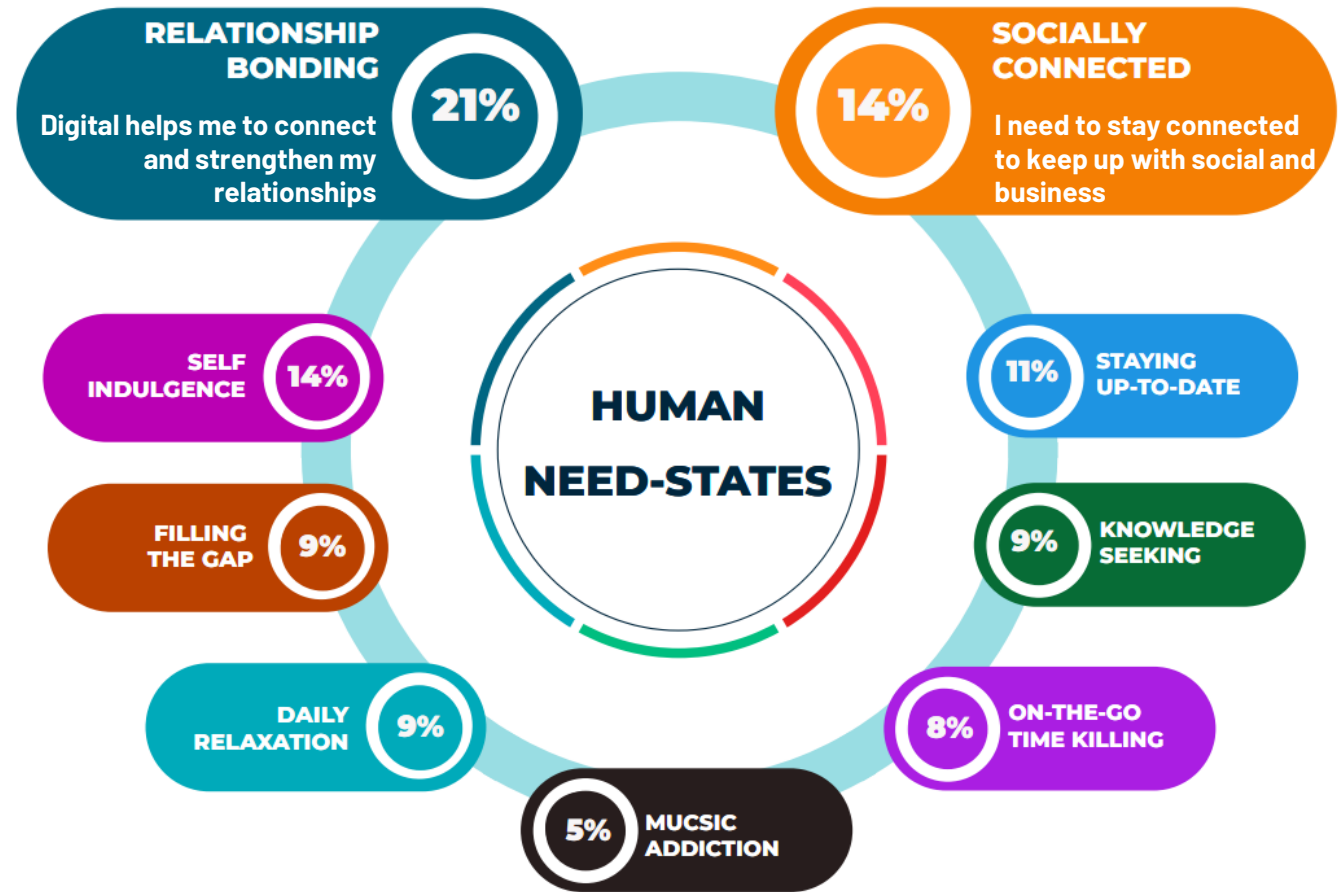 RELATIONSHIP
BONDING
21%
Digital helps me to connect
and strengthen my
relationships
14%
SOCIALLY
CONNECTED
I need to stay connected
to keep up with social and
business
SELF
INDULGENCE
14%
11%
STAYING
UP-TO-DATE
HUMAN
NEED-STATES
FILLING
THE GAP
9%
9%
KNOWLEDGE
SEEKING
DAILY
RELAXATION
9%
8%
ON-THE-GO
TIME KILLING
5%
MUCSIC
ADDICTION